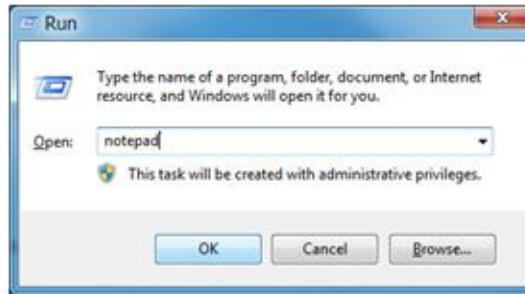 Run
Type the name of a program, folder, document, or Internet
resource, and Windows will open it for you.
Open: notepad
This task will be created with administrative privileges.
OK Cancel Browse...